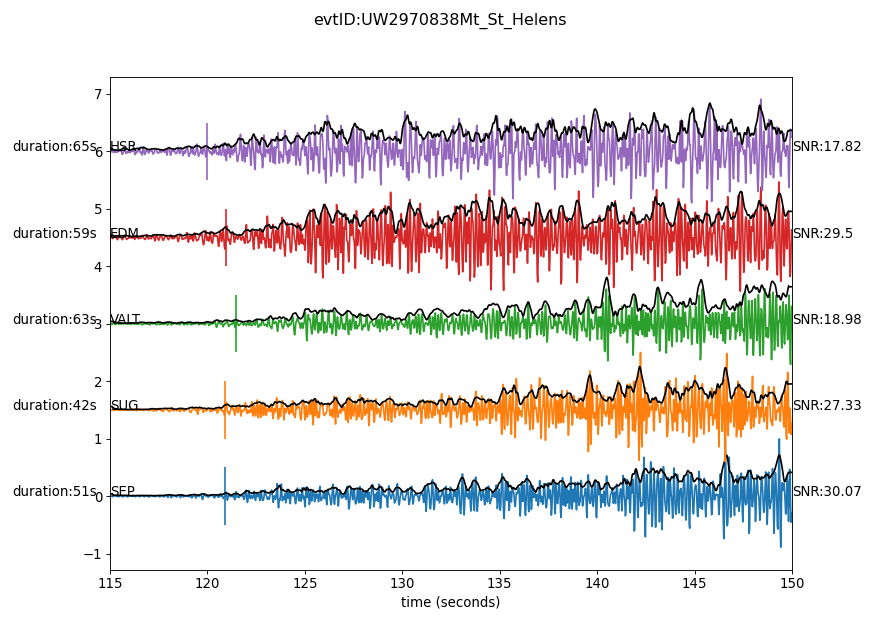 evtID:UW2970838Mt_St_Helens
7
duration:65s HSR SNR:17.82
6
5
duration:59s EDM SNR:29.5
4
duration:63s VALT SNR:18.98
3
2
duration:42s SUG SNR:27.33
1
duration:51s SEP SNR:30.07
0
−1
115 120 125 130 135 140 145 150
time (seconds)